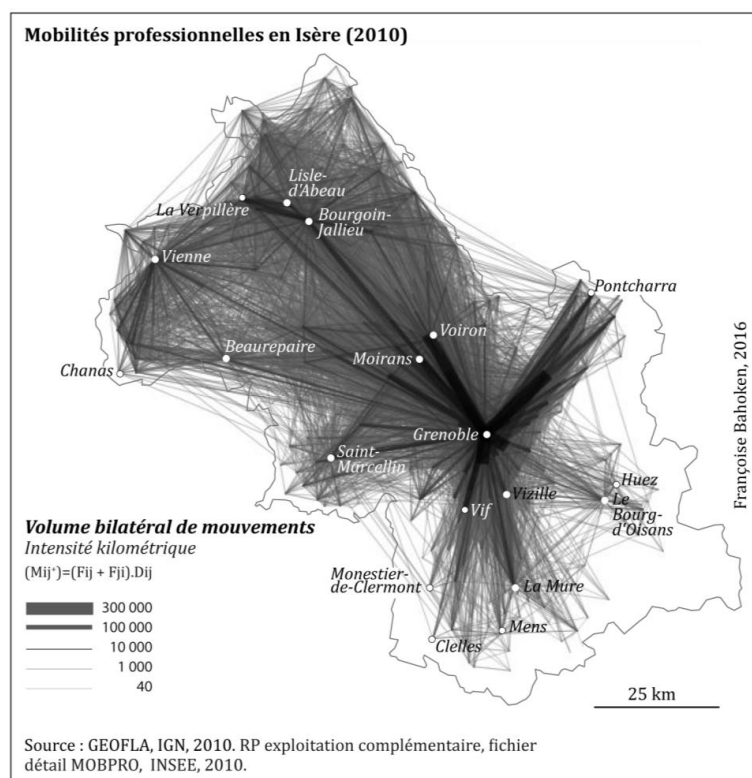 Mobilités professionnelles en Isère (2010)
Lisle-
d'Abeau
La Verpillère
Bourgoin-
Jallieu
Vienne
Pontcharra
Voiron
Beaurepaire
Moirans
Chanas
Grenoble
Saint-
Marcellin
Huez
Vizille
Le
Bourg-
d'Oisans
Vif
Monestier-
de-Clermont
La Mure
Mens
Clelles
Françoise Bahoken, 2016
Volume bilatéral de mouvements
Intensité kilométrique
(Mij⁺)=(Fij + Fji).Dij
300 000
100 000
10 000
1 000
40
25 km
Source : GEOFLA, IGN, 2010. RP exploitation complémentaire, fichier
détail MOBPRO, INSEE, 2010.